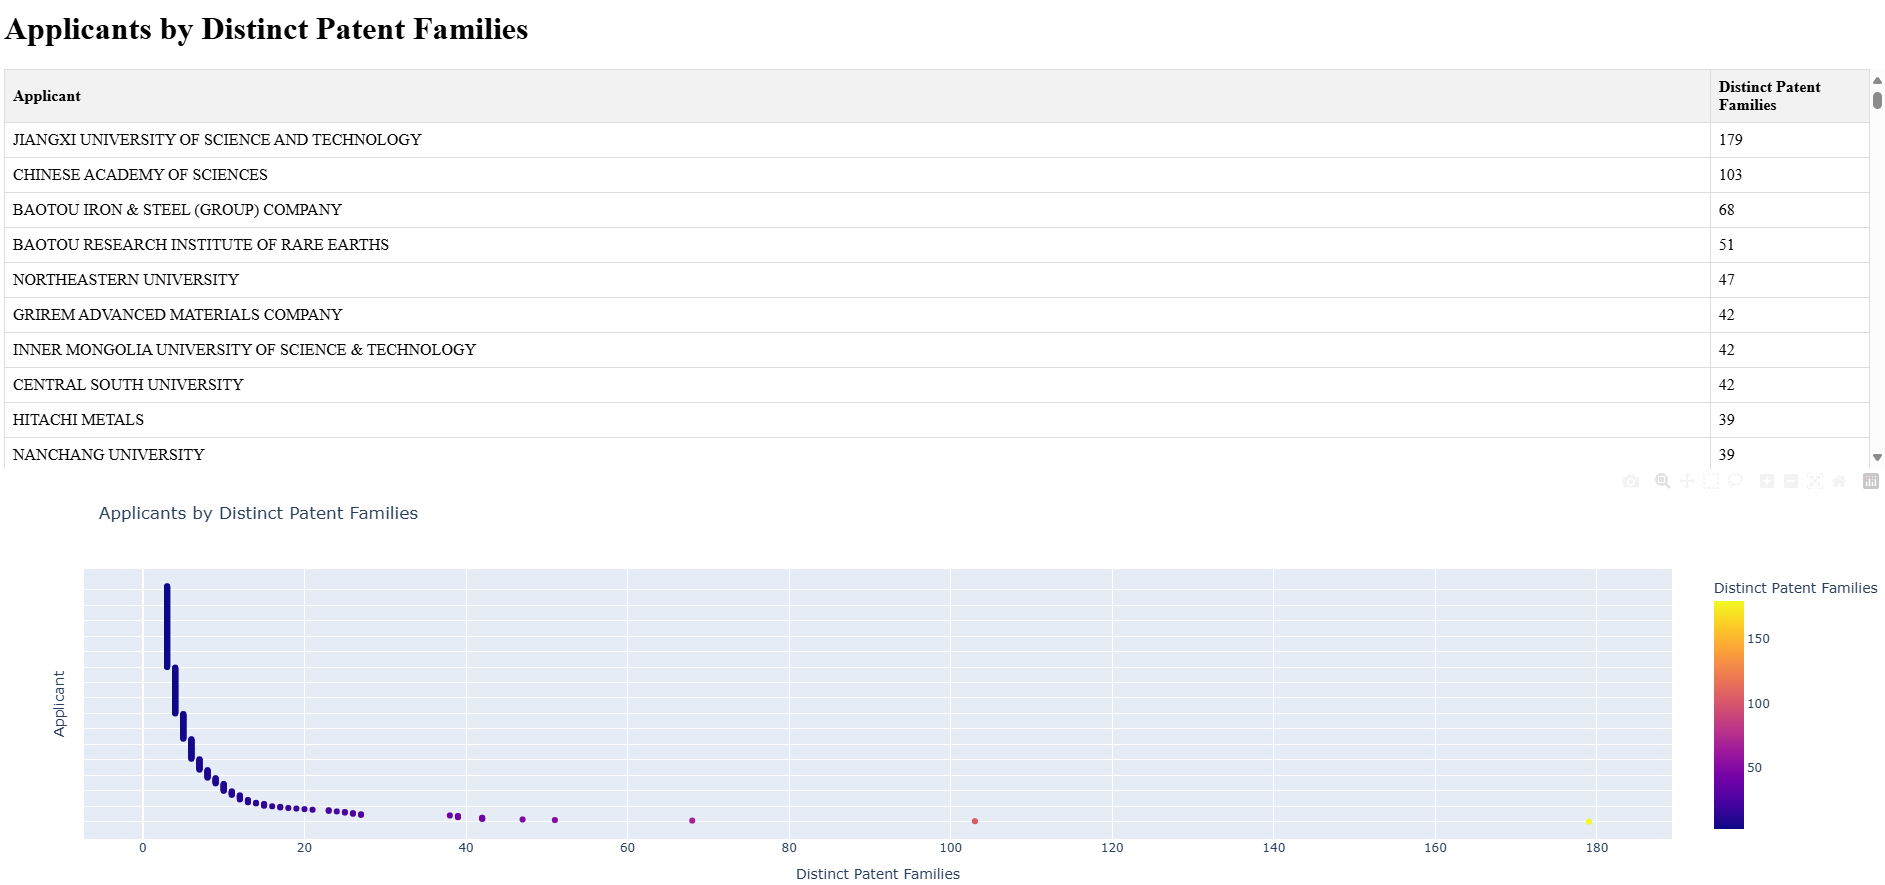 Applicants by Distinct Patent Families
Applicant
Distinct Patent
Families
JIANGXI UNIVERSITY OF SCIENCE AND TECHNOLOGY
179
CHINESE ACADEMY OF SCIENCES
103
BAOTOU IRON & STEEL (GROUP) COMPANY
68
BAOTOU RESEARCH INSTITUTE OF RARE EARTHS
51
NORTHEASTERN UNIVERSITY
47
GRIREM ADVANCED MATERIALS COMPANY
42
INNER MONGOLIA UNIVERSITY OF SCIENCE & TECHNOLOGY
42
CENTRAL SOUTH UNIVERSITY
42
HITACHI METALS
39
NANCHANG UNIVERSITY
39
Applicants by Distinct Patent Families
Applicant
0 20 40 60 80 100 120 140 160 180
Distinct Patent Families
Distinct Patent Families
150
100
50